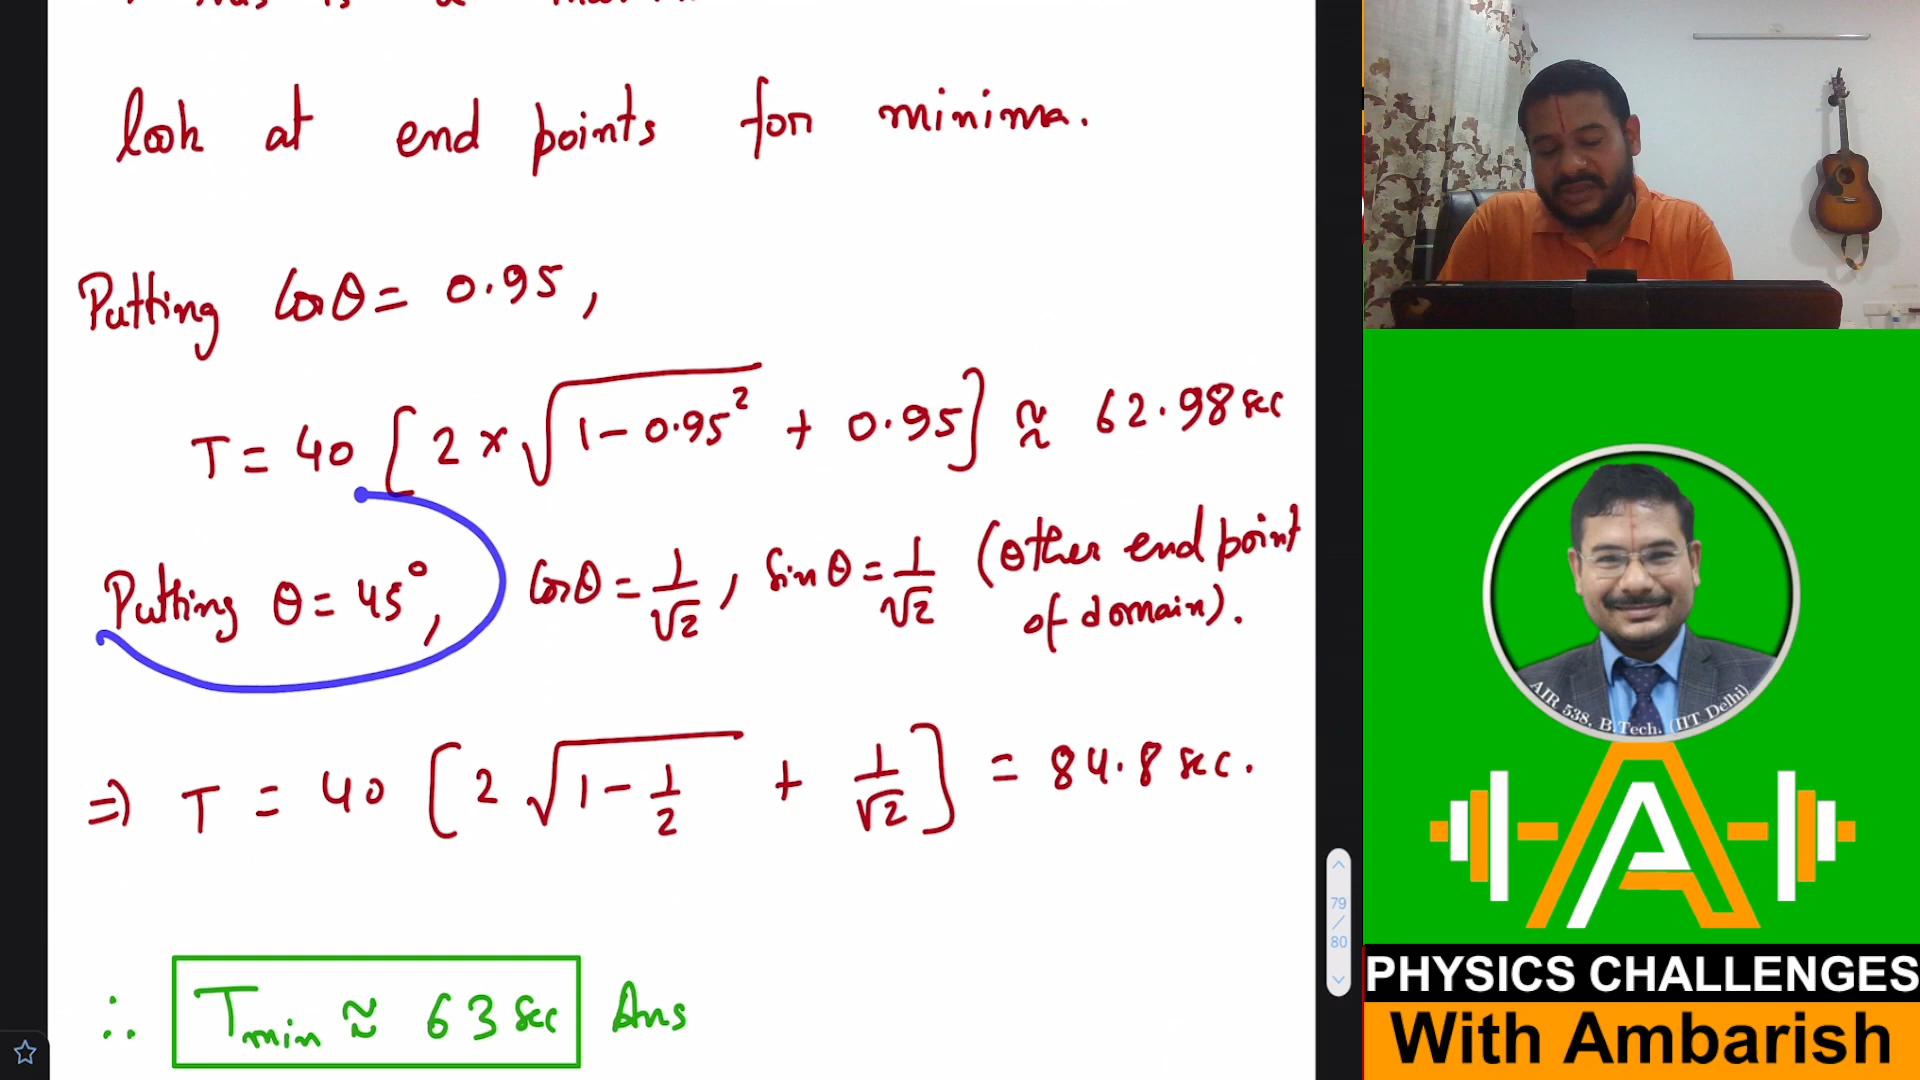 look at end points for minima.
Putting Cosθ = 0.95,
T = 40 [ 2 × √(1 - 0.95²) + 0.95 ] ≈ 62.98 sec
Putting θ = 45°, Cosθ = 1/√2, Sinθ = 1/√2 (other end point
of domain).
⇒ T = 40 [ 2 √(1 - 1/2) + 1/√2 ] = 84.8 sec.
∴ Tmin ≈ 63 sec Ans
79
/
80
AIR 538, B.Tech. (IIT Delhi)
A
PHYSICS CHALLENGES
With Ambarish